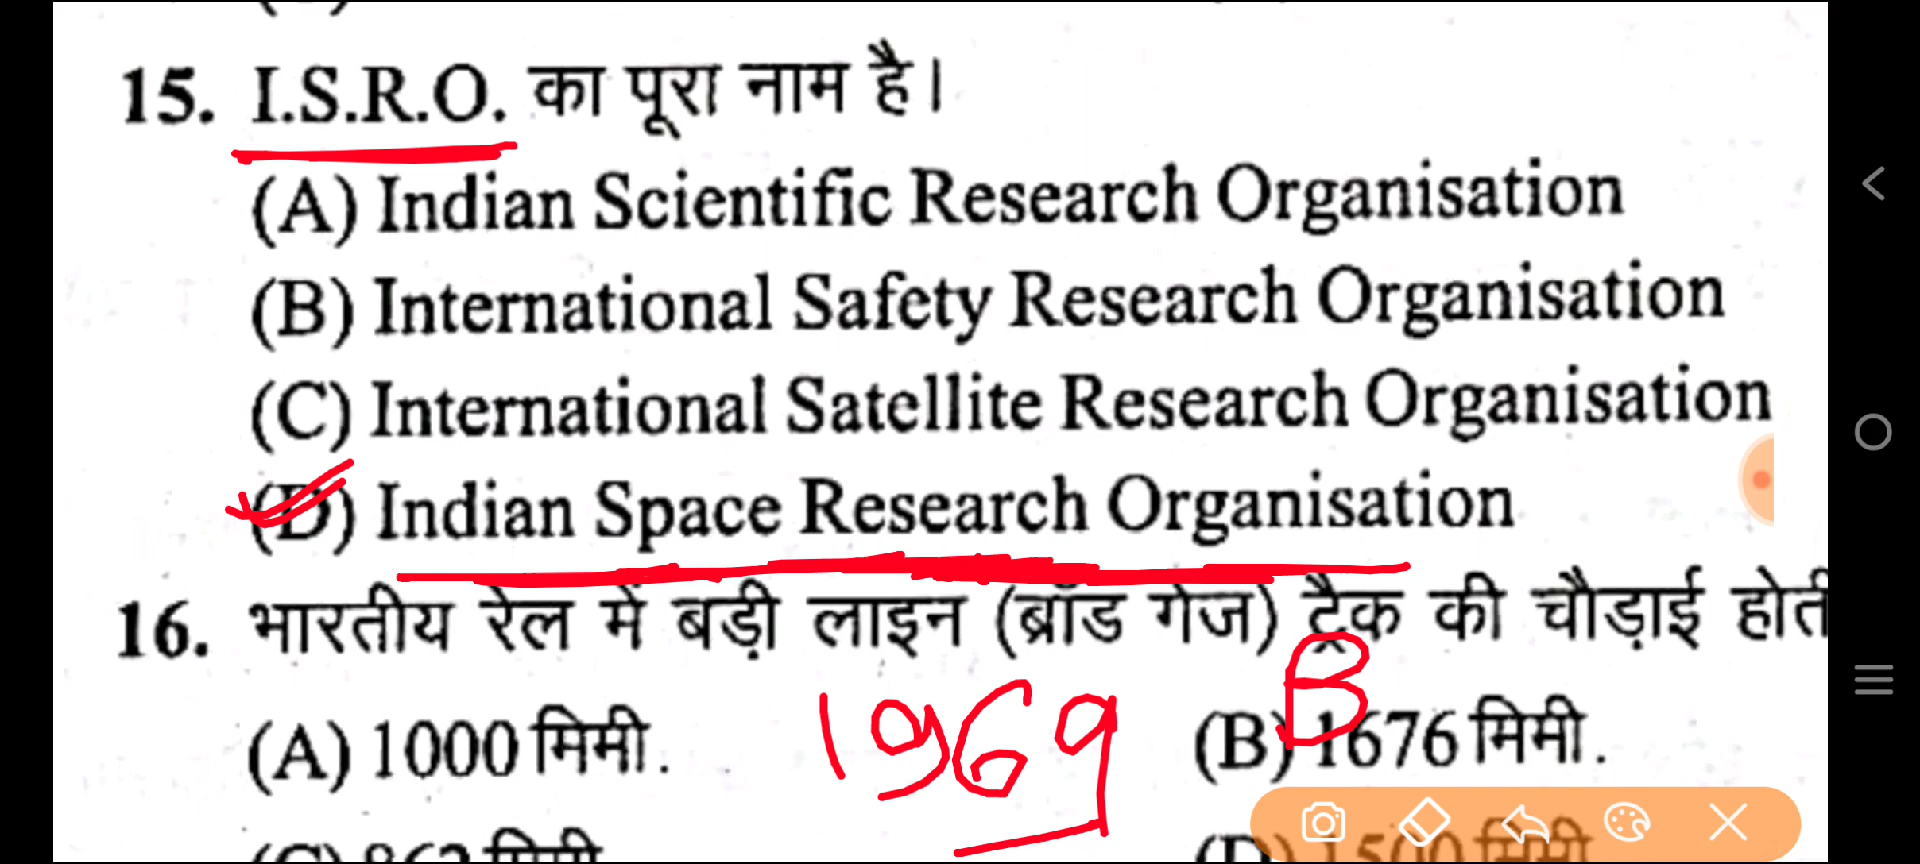 15. I.S.R.O. का पूरा नाम है।
(A) Indian Scientific Research Organisation
(B) International Safety Research Organisation
(C) International Satellite Research Organisation
(D) Indian Space Research Organisation
16. भारतीय रेल में बड़ी लाइन (ब्रॉड गेज) ट्रैक की चौड़ाई होती
B
(A) 1000 मिमी. (B) 1676 मिमी.
1969
(D) 1500 मिमी